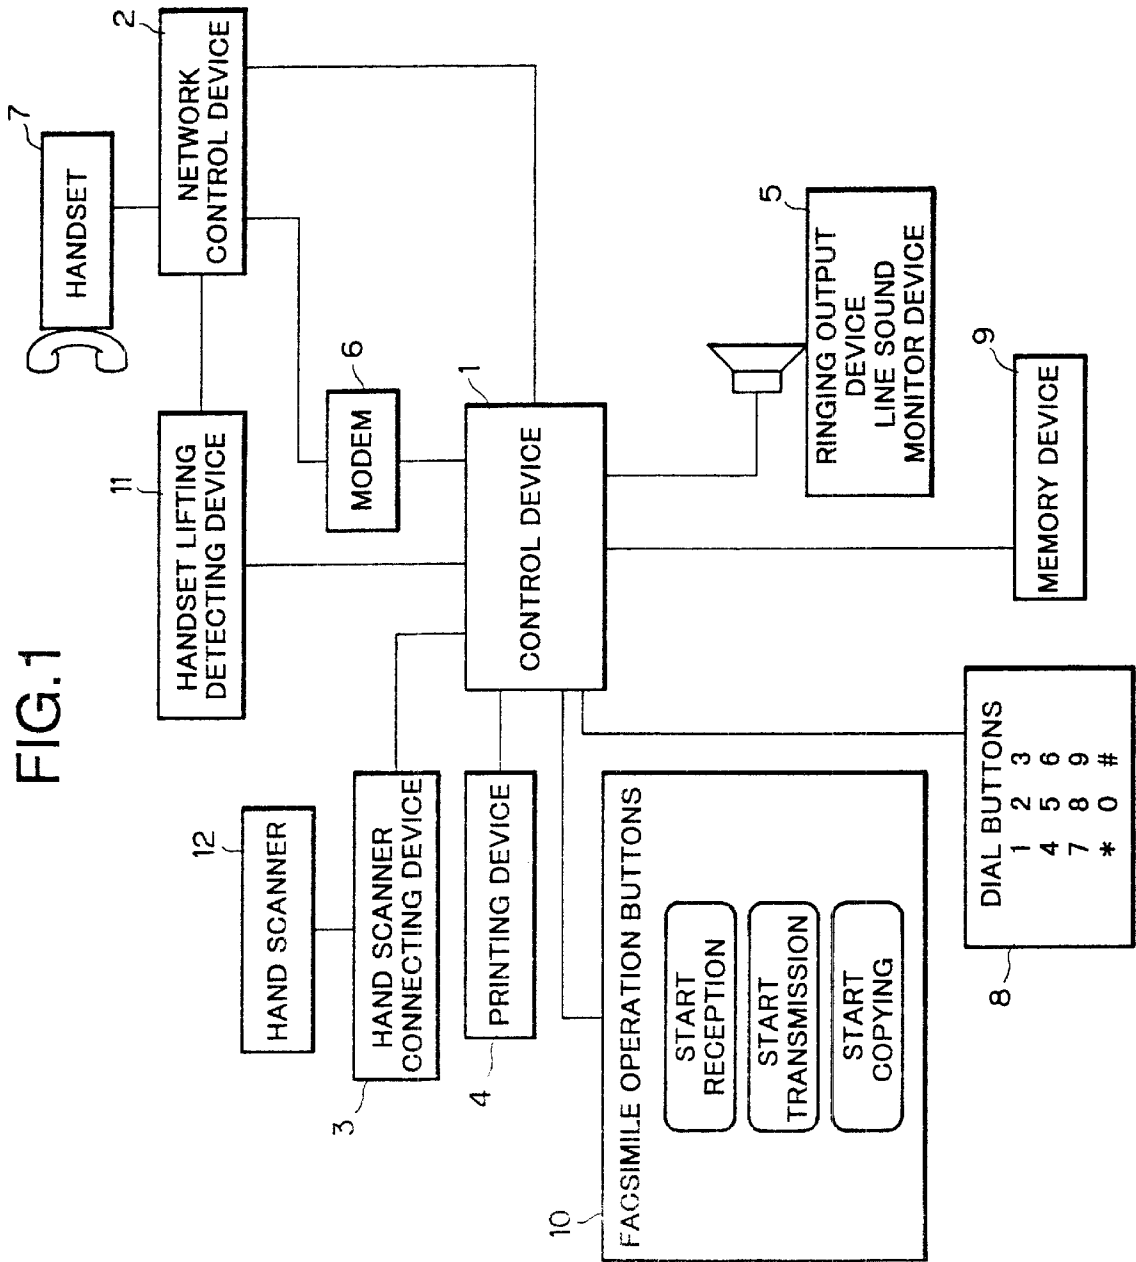 FIG.1
12
HAND SCANNER
3
HAND SCANNER
CONNECTING DEVICE
4
PRINTING DEVICE
10
FACSIMILE OPERATION BUTTONS
START
RECEPTION
START
TRANSMISSION
START
COPYING
11
HANDSET LIFTING
DETECTING DEVICE
6
MODEM
1
CONTROL DEVICE
7
HANDSET
2
NETWORK
CONTROL DEVICE
5
RINGING OUTPUT
DEVICE
LINE SOUND
MONITOR DEVICE
9
MEMORY DEVICE
8
DIAL BUTTONS
1 2 3
4 5 6
7 8 9
* 0 #